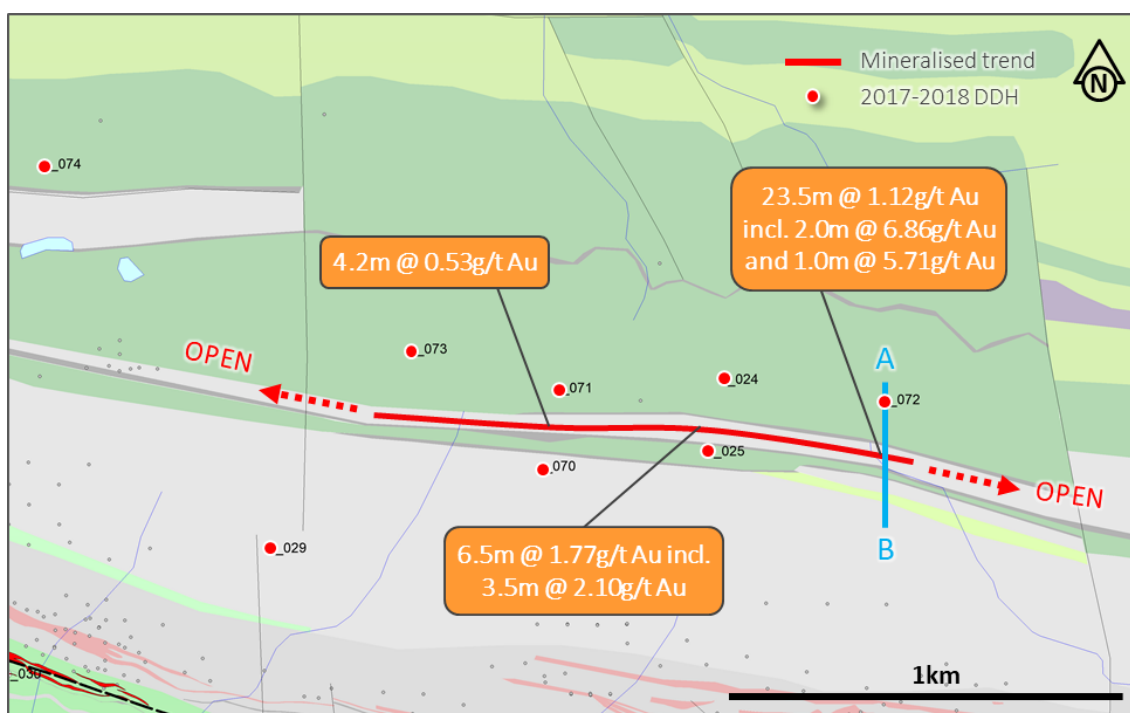 Mineralised trend
2017-2018 DDH
N
_074
23.5m @ 1.12g/t Au
incl. 2.0m @ 6.86g/t Au
and 1.0m @ 5.71g/t Au
4.2m @ 0.53g/t Au
OPEN
_073
_071
_024
A
_072
_025
_070
OPEN
B
_029
6.5m @ 1.77g/t Au incl.
3.5m @ 2.10g/t Au
_030
1km